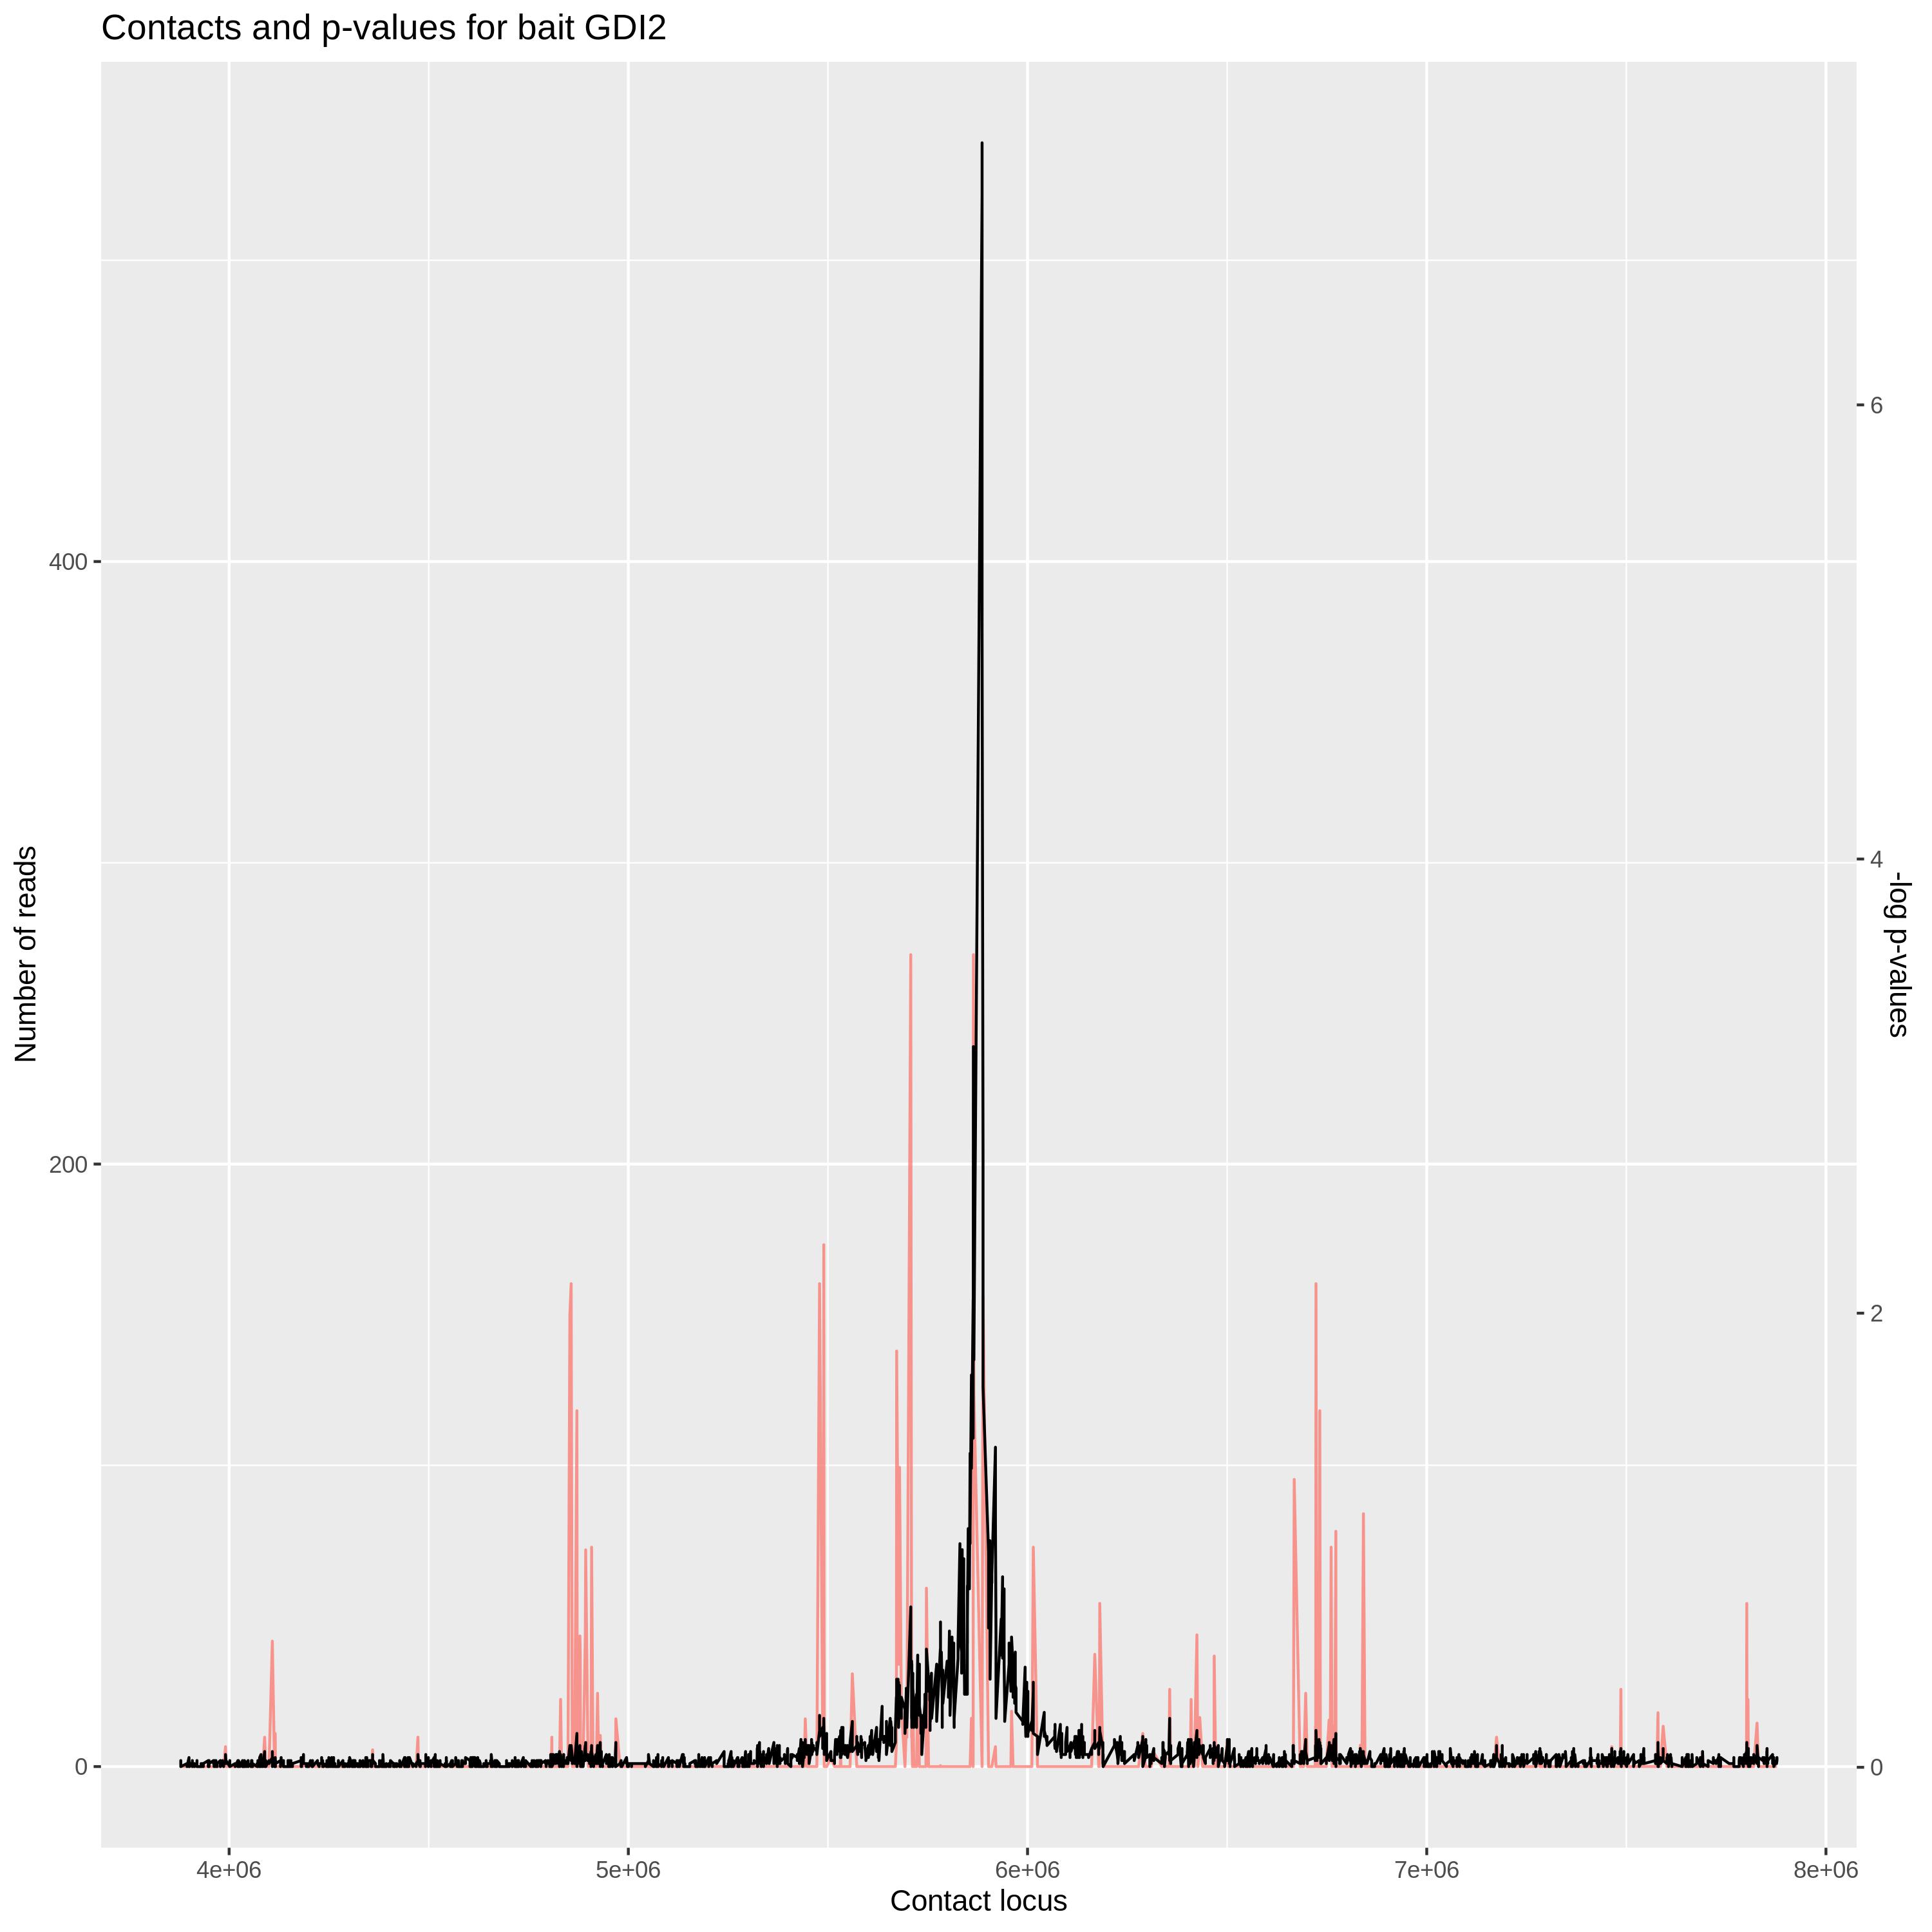 Contacts and p-values for bait GDI2
Number of reads
400
200
0
6
4
2
0
-log p-values
4e+06 5e+06 6e+06 7e+06 8e+06
Contact locus